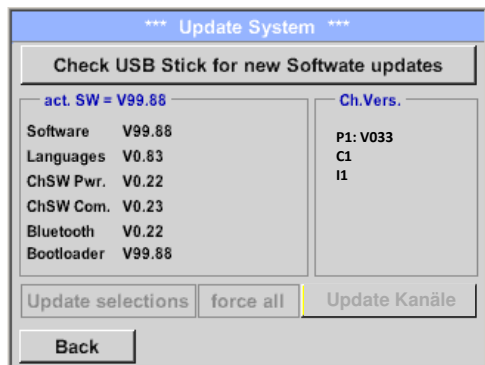 *** Update System ***
Check USB Stick for new Softwate updates
act. SW = V99.88
Software V99.88
Languages V0.83
ChSW Pwr. V0.22
ChSW Com. V0.23
Bluetooth V0.22
Bootloader V99.88
Ch.Vers.
P1: V033
C1
I1
Update selections force all Update Kanäle
Back